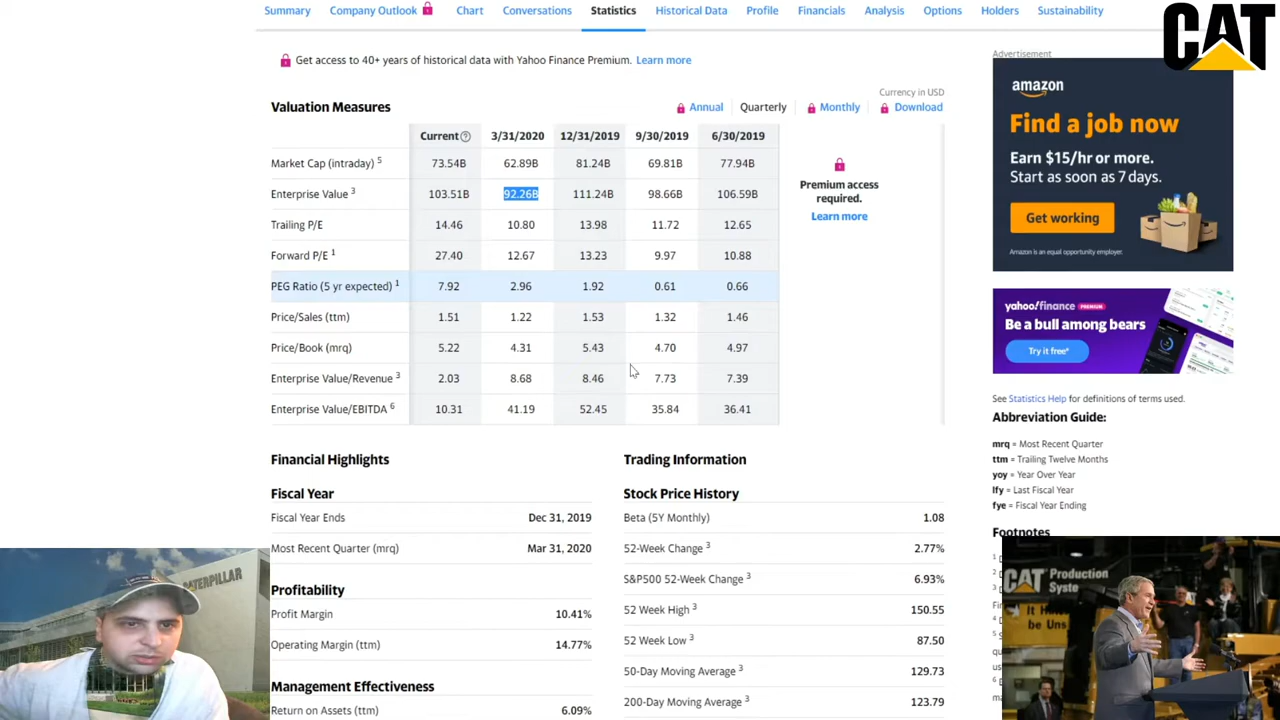 Summary Company Outlook Chart Conversations Statistics Historical Data Profile Financials Analysis Options Holders Sustainability
CAT
Get access to 40+ years of historical data with Yahoo Finance Premium. Learn more
Currency in USD
Valuation Measures Annual Quarterly Monthly Download
Current 3/31/2020 12/31/2019 9/30/2019 6/30/2019
Market Cap (intraday) 5 73.54B 62.89B 81.24B 69.81B 77.94B
Enterprise Value 3 103.51B 92.26B 111.24B 98.66B 106.59B
Trailing P/E 14.46 10.80 13.98 11.72 12.65
Forward P/E 1 27.40 12.67 13.23 9.97 10.88
PEG Ratio (5 yr expected) 1 7.92 2.96 1.92 0.61 0.66
Price/Sales (ttm) 1.51 1.22 1.53 1.32 1.46
Price/Book (mrq) 5.22 4.31 5.43 4.70 4.97
Enterprise Value/Revenue 3 2.03 8.68 8.46 7.73 7.39
Enterprise Value/EBITDA 6 10.31 41.19 52.45 35.84 36.41
Premium access
required.
Learn more
Financial Highlights
Fiscal Year
Fiscal Year Ends Dec 31, 2019
Most Recent Quarter (mrq) Mar 31, 2020
Profitability
Profit Margin 10.41%
Operating Margin (ttm) 14.77%
Management Effectiveness
Return on Assets (ttm) 6.09%
Trading Information
Stock Price History
Beta (5Y Monthly) 1.08
52-Week Change 3 2.77%
S&P500 52-Week Change 3 6.93%
52 Week High 3 150.55
52 Week Low 3 87.50
50-Day Moving Average 3 129.73
200-Day Moving Average 3 123.79
Advertisement
amazon
Find a job now
Earn $15/hr or more.
Start as soon as 7 days.
Get working
Amazon is an equal opportunity employer.
yahoo!finance PREMIUM
Be a bull among bears
Try it free*
See Statistics Help for definitions of terms used.
Abbreviation Guide:
mrq = Most Recent Quarter
ttm = Trailing Twelve Months
yoy = Year Over Year
lfy = Last Fiscal Year
fye = Fiscal Year Ending
Footnotes
CATERPILLAR
CAT Production
Syste
It
be Uns